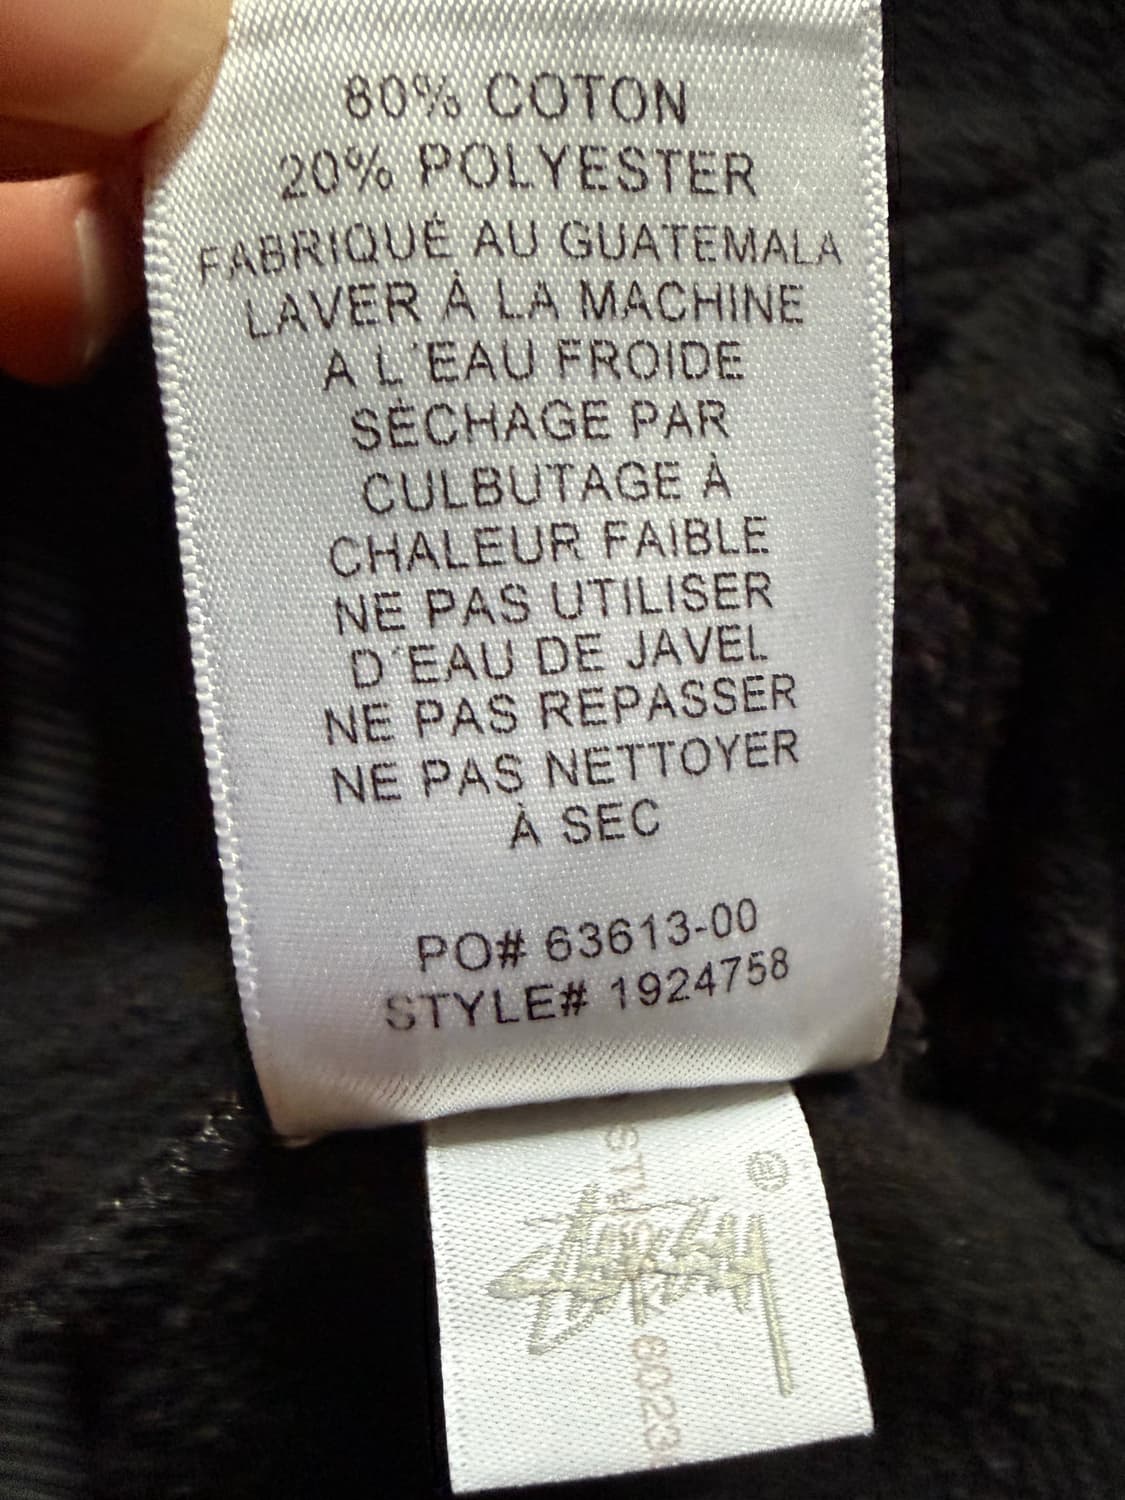 80% COTON
20% POLYESTER
FABRIQUÉ AU GUATEMALA
LAVER À LA MACHINE
A L'EAU FROIDE
SÉCHAGE PAR
CULBUTAGE À
CHALEUR FAIBLE
NE PAS UTILISER
D'EAU DE JAVEL
NE PAS REPASSER
NE PAS NETTOYER
À SEC
PO# 63613-00
STYLE# 1924758
Stüssy ®